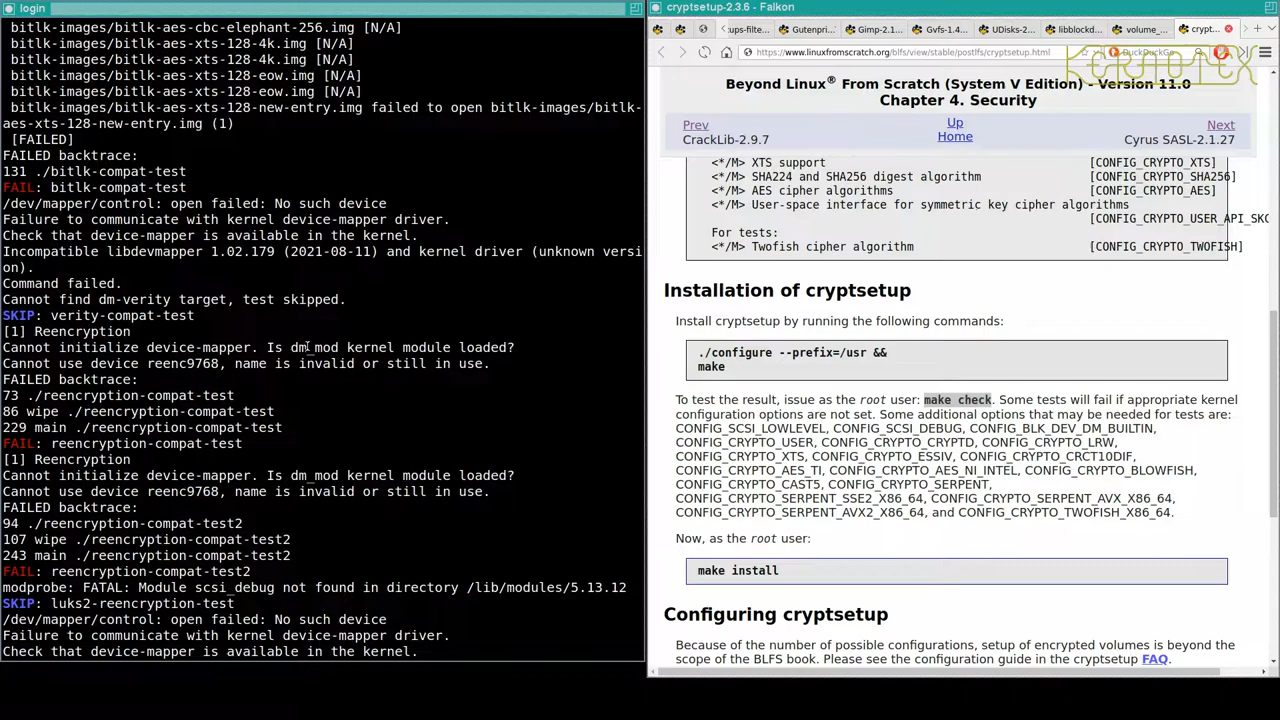 login
bitlk-images/bitlk-aes-cbc-elephant-256.img [N/A]
bitlk-images/bitlk-aes-xts-128-4k.img [N/A]
bitlk-images/bitlk-aes-xts-128-4k.img [N/A]
bitlk-images/bitlk-aes-xts-128-eow.img [N/A]
bitlk-images/bitlk-aes-xts-128-eow.img [N/A]
bitlk-images/bitlk-aes-xts-128-new-entry.img failed to open bitlk-images/bitlk-
aes-xts-128-new-entry.img (1)
[FAILED]
FAILED backtrace:
131 ./bitlk-compat-test
FAIL: bitlk-compat-test
/dev/mapper/control: open failed: No such device
Failure to communicate with kernel device-mapper driver.
Check that device-mapper is available in the kernel.
Incompatible libdevmapper 1.02.179 (2021-08-11) and kernel driver (unknown versi
on).
Command failed.
Cannot find dm-verity target, test skipped.
SKIP: verity-compat-test
[1] Reencryption
Cannot initialize device-mapper. Is dm_mod kernel module loaded?
Cannot use device reenc9768, name is invalid or still in use.
FAILED backtrace:
73 ./reencryption-compat-test
86 wipe ./reencryption-compat-test
229 main ./reencryption-compat-test
FAIL: reencryption-compat-test
[1] Reencryption
Cannot initialize device-mapper. Is dm_mod kernel module loaded?
Cannot use device reenc9768, name is invalid or still in use.
FAILED backtrace:
94 ./reencryption-compat-test2
107 wipe ./reencryption-compat-test2
243 main ./reencryption-compat-test2
FAIL: reencryption-compat-test2
modprobe: FATAL: Module scsi_debug not found in directory /lib/modules/5.13.12
SKIP: luks2-reencryption-test
/dev/mapper/control: open failed: No such device
Failure to communicate with kernel device-mapper driver.
Check that device-mapper is available in the kernel.
cryptsetup-2.3.6 - Falkon
:ups-filte... Gutenpri... Gimp-2.1... Gvfs-1.4... UDisks-2... libblockd... volume_... crypt...
https://www.linuxfromscratch.org/blfs/view/stable/postlfs/cryptsetup.html DuckDuckGo
KERNOTEX
Beyond Linux® From Scratch (System V Edition) - Version 11.0
Chapter 4. Security
Prev Up Next
CrackLib-2.9.7 Home Cyrus SASL-2.1.27
<*/M> XTS support [CONFIG_CRYPTO_XTS]
<*/M> SHA224 and SHA256 digest algorithm [CONFIG_CRYPTO_SHA256]
<*/M> AES cipher algorithms [CONFIG_CRYPTO_AES]
<*/M> User-space interface for symmetric key cipher algorithms
[CONFIG_CRYPTO_USER_API_SKC
For tests:
<*/M> Twofish cipher algorithm [CONFIG_CRYPTO_TWOFISH]
Installation of cryptsetup
Install cryptsetup by running the following commands:
./configure --prefix=/usr &&
make
To test the result, issue as the root user: make check. Some tests will fail if appropriate kernel
configuration options are not set. Some additional options that may be needed for tests are:
CONFIG_SCSI_LOWLEVEL, CONFIG_SCSI_DEBUG, CONFIG_BLK_DEV_DM_BUILTIN,
CONFIG_CRYPTO_USER, CONFIG_CRYPTO_CRYPTD, CONFIG_CRYPTO_LRW,
CONFIG_CRYPTO_XTS, CONFIG_CRYPTO_ESSIV, CONFIG_CRYPTO_CRCT10DIF,
CONFIG_CRYPTO_AES_TI, CONFIG_CRYPTO_AES_NI_INTEL, CONFIG_CRYPTO_BLOWFISH,
CONFIG_CRYPTO_CAST5, CONFIG_CRYPTO_SERPENT,
CONFIG_CRYPTO_SERPENT_SSE2_X86_64, CONFIG_CRYPTO_SERPENT_AVX_X86_64,
CONFIG_CRYPTO_SERPENT_AVX2_X86_64, and CONFIG_CRYPTO_TWOFISH_X86_64.
Now, as the root user:
make install
Configuring cryptsetup
Because of the number of possible configurations, setup of encrypted volumes is beyond the
scope of the BLFS book. Please see the configuration guide in the cryptsetup FAQ.